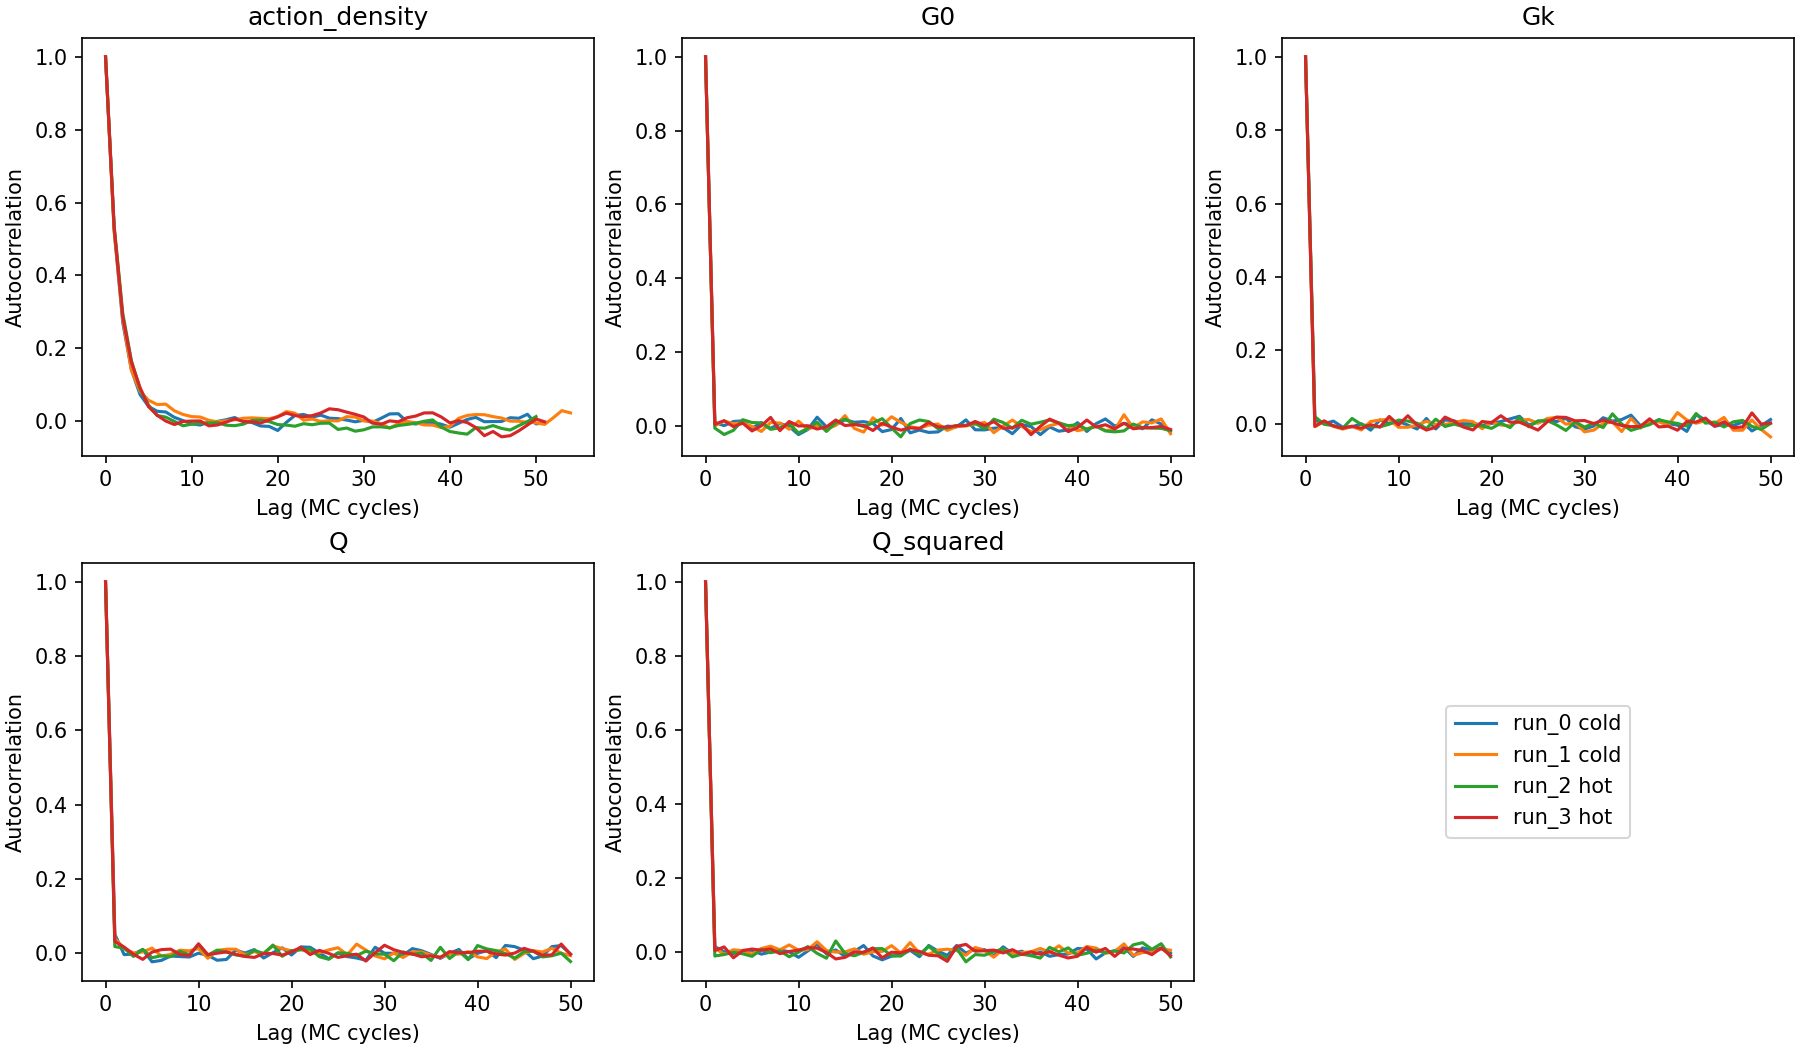 action_density
Autocorrelation
1.0
0.8
0.6
0.4
0.2
0.0
0 10 20 30 40 50
Lag (MC cycles)
G0
Autocorrelation
1.0
0.8
0.6
0.4
0.2
0.0
0 10 20 30 40 50
Lag (MC cycles)
Gk
Autocorrelation
1.0
0.8
0.6
0.4
0.2
0.0
0 10 20 30 40 50
Lag (MC cycles)
Q
Autocorrelation
1.0
0.8
0.6
0.4
0.2
0.0
0 10 20 30 40 50
Lag (MC cycles)
Q_squared
Autocorrelation
1.0
0.8
0.6
0.4
0.2
0.0
0 10 20 30 40 50
Lag (MC cycles)
run_0 cold
run_1 cold
run_2 hot
run_3 hot